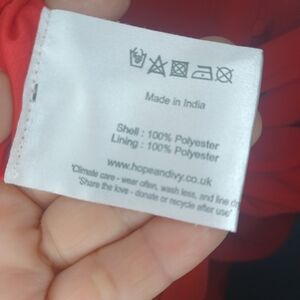 Made in India
Shell : 100% Polyester
Lining : 100% Polyester
www.hopeandivy.co.uk
"Climate care - wear often, wash less, and line
"Share the love - donate or recycle after use"